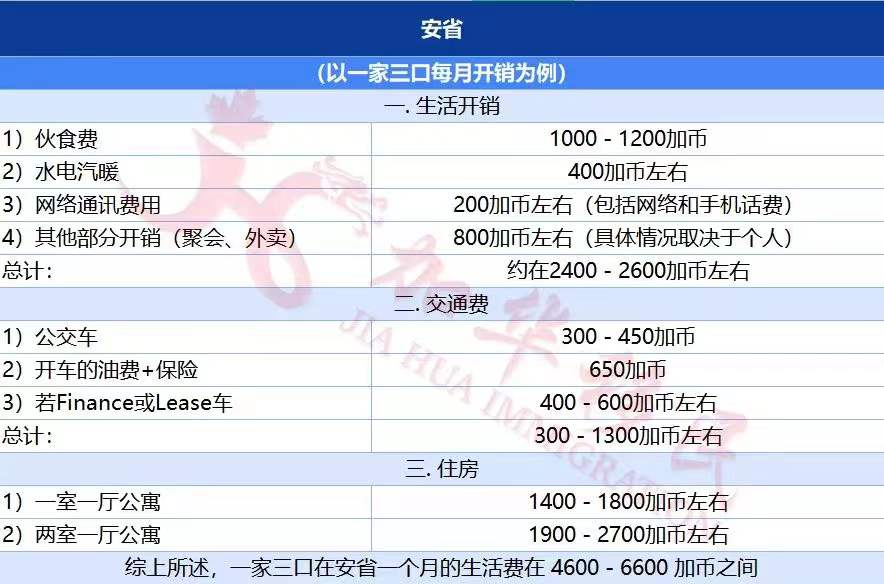 安省
（以一家三口每月开销为例）
一. 生活开销
1）伙食费 1000 - 1200加币
2）水电汽暖 400加币左右
3）网络通讯费用 200加币左右（包括网络和手机话费）
4）其他部分开销（聚会、外卖） 800加币左右（具体情况取决于个人）
总计： 约在2400 - 2600加币左右
二. 交通费
1）公交车 300 - 450加币
2）开车的油费+保险 650加币
3）若Finance或Lease车 400 - 600加币左右
总计： 300 - 1300加币左右
三. 住房
1）一室一厅公寓 1400 - 1800加币左右
2）两室一厅公寓 1900 - 2700加币左右
综上所述，一家三口在安省一个月的生活费在 4600 - 6600 加币之间
加华移民
JIA HUA IMMIGRATION